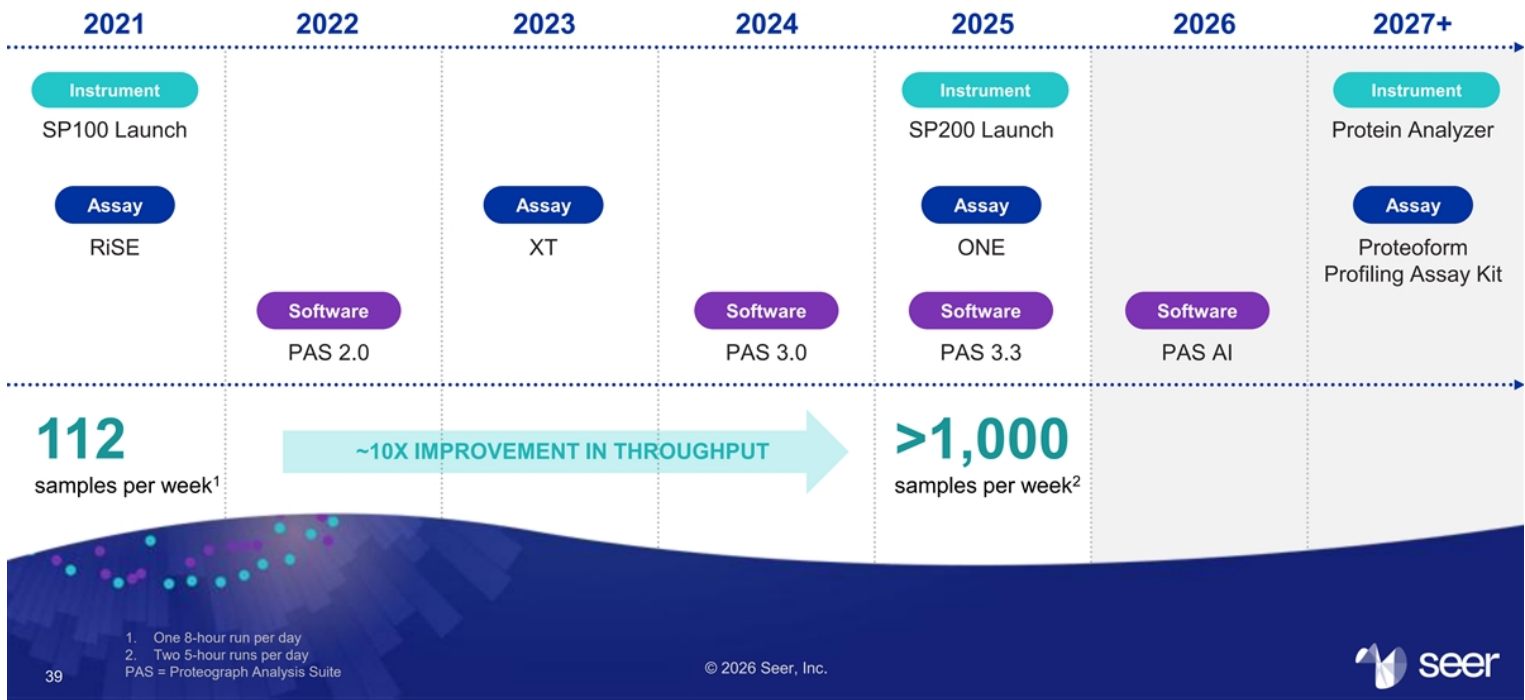 2021 2022 2023 2024 2025 2026 2027+
Instrument Instrument Instrument
SP100 Launch SP200 Launch Protein Analyzer
Assay Assay Assay Assay
RiSE XT ONE Proteoform
Profiling Assay Kit
Software Software Software Software
PAS 2.0 PAS 3.0 PAS 3.3 PAS AI
112 >1,000
~10X IMPROVEMENT IN THROUGHPUT
samples per week1 samples per week2
1. One 8-hour run per day
2. Two 5-hour runs per day
PAS = Proteograph Analysis Suite
39
© 2026 Seer, Inc.
seer